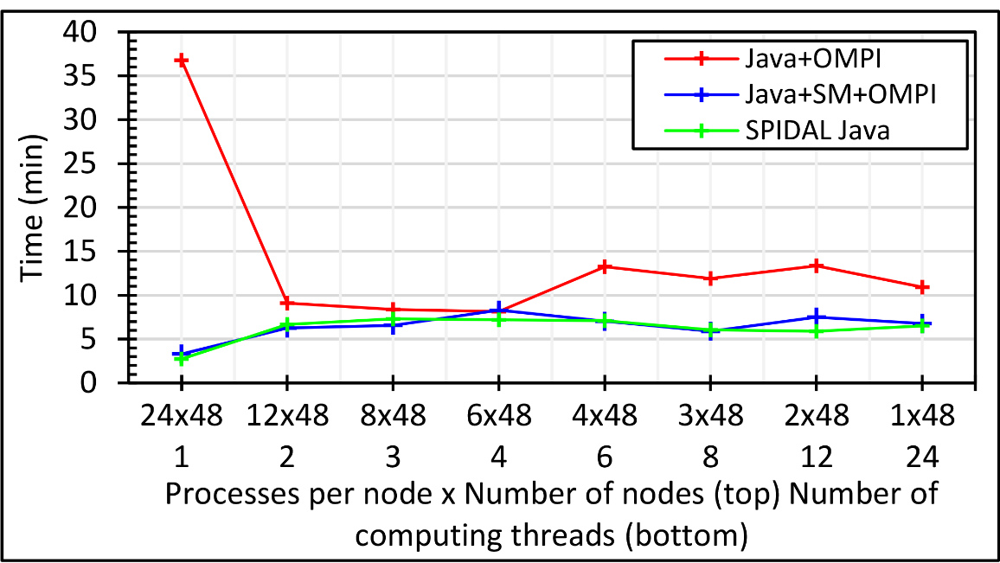 40
35
30
25
20
15
10
5
0
Time (min)
Java+OMPI
Java+SM+OMPI
SPIDAL Java
24x48 12x48 8x48 6x48 4x48 3x48 2x48 1x48
1 2 3 4 6 8 12 24
Processes per node x Number of nodes (top) Number of
computing threads (bottom)